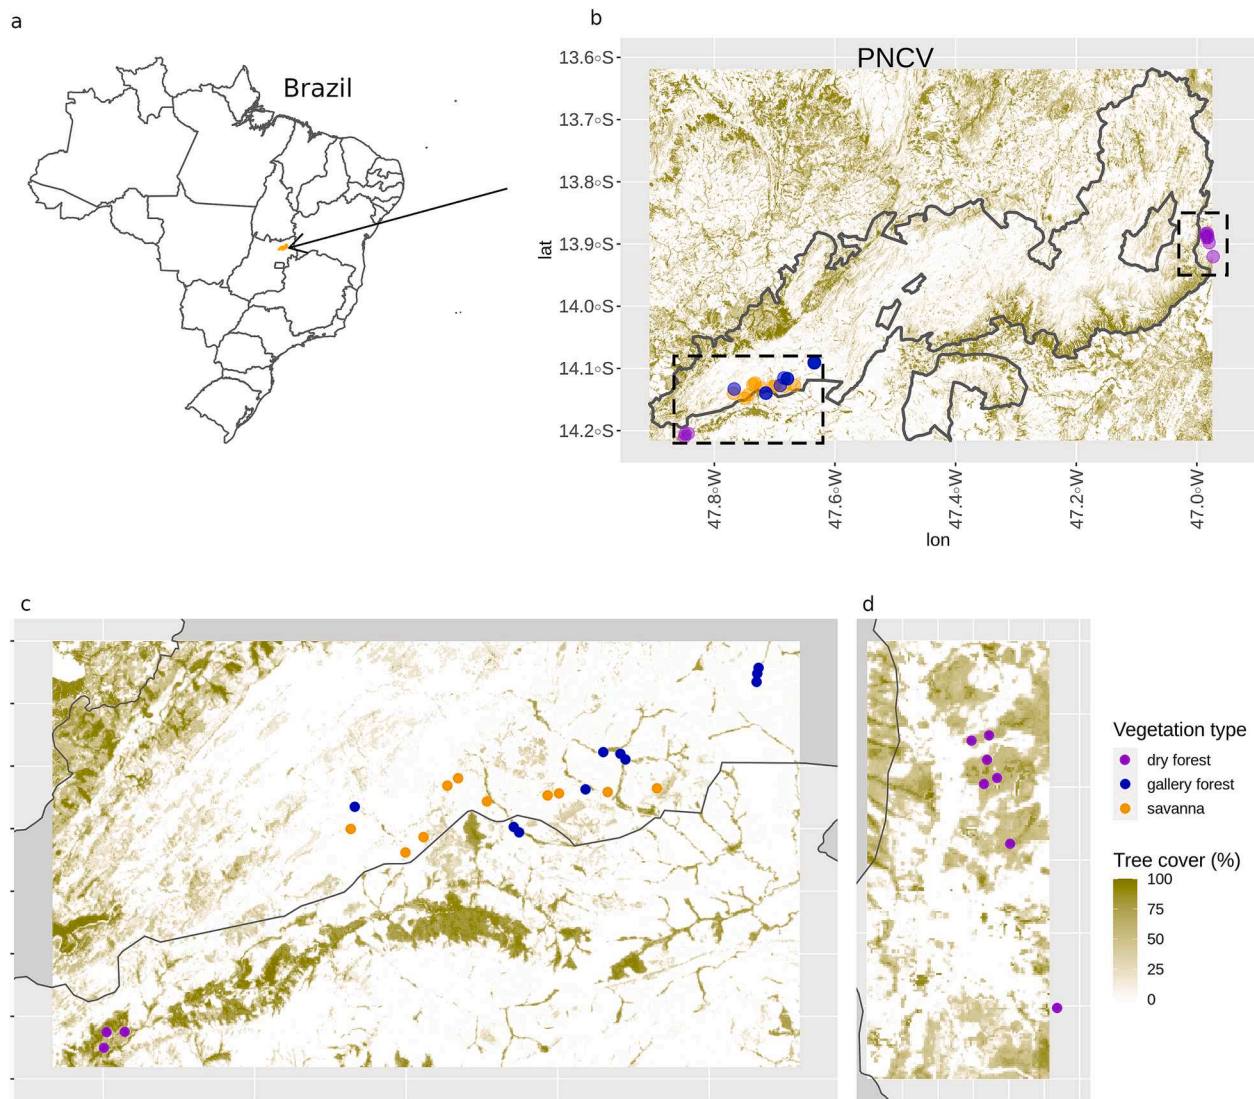 a
Brazil
b
PNCV
13.6°S
13.7°S
13.8°S
13.9°S
14.0°S
14.1°S
14.2°S
lat
47.8°W
47.6°W
47.4°W
47.2°W
47.0°W
lon
c
d
Vegetation type
dry forest
gallery forest
savanna
Tree cover (%)
100
75
50
25
0